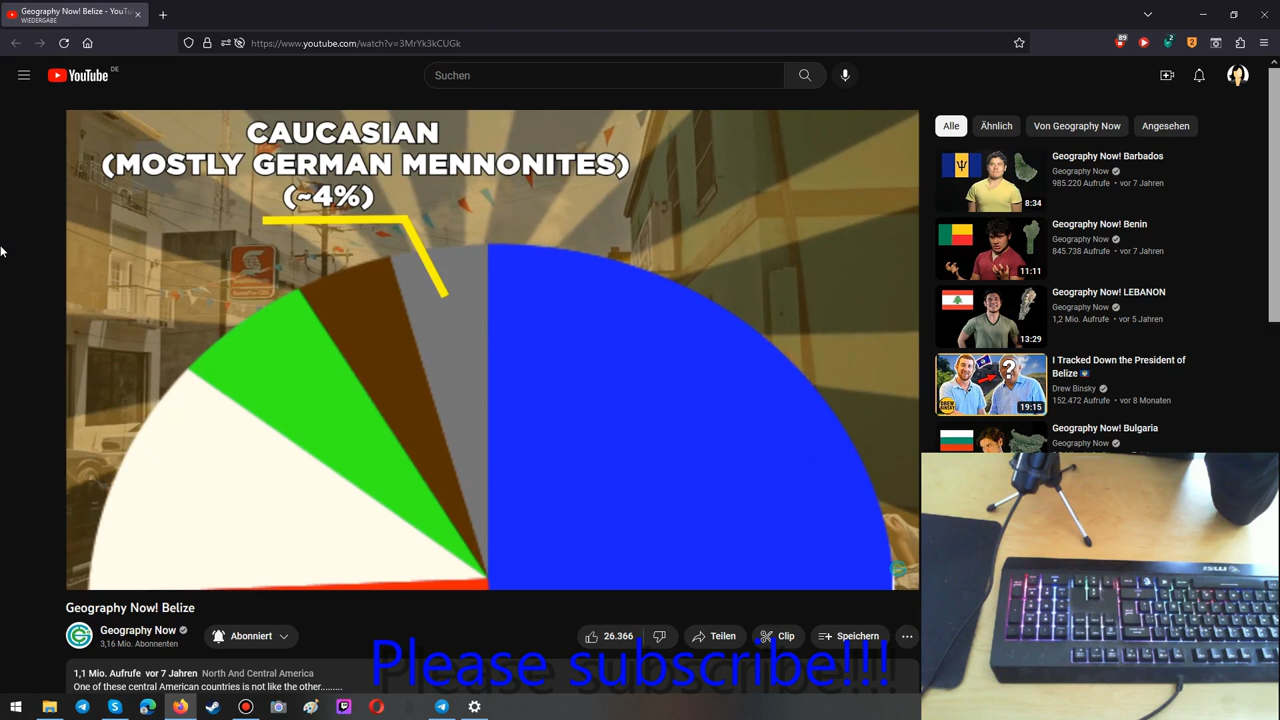 Geography Now! Belize - YouTu
WIEDERGABE
https://www.youtube.com/watch?v=3MrYk3kCUGk
89
2
2
YouTube DE
Suchen
CAUCASIAN
(MOSTLY GERMAN MENNONITES)
(~4%)
Alle
Ähnlich
Von Geography Now
Angesehen
Geography Now! Barbados
Geography Now
985.220 Aufrufe • vor 7 Jahren
8:34
Geography Now! Benin
Geography Now
845.738 Aufrufe • vor 7 Jahren
11:11
Geography Now! LEBANON
Geography Now
1,2 Mio. Aufrufe • vor 5 Jahren
13:29
I Tracked Down the President of
Belize
Drew Binsky
152.472 Aufrufe • vor 8 Monaten
19:15
Geography Now! Bulgaria
Geography Now
msi
Geography Now! Belize
Geography Now
3,16 Mio. Abonnenten
Abonniert
26.366
Teilen
Clip
Speichern
1,1 Mio. Aufrufe vor 7 Jahren North And Central America
One of these central American countries is not like the other.........
Please subscribe!!!